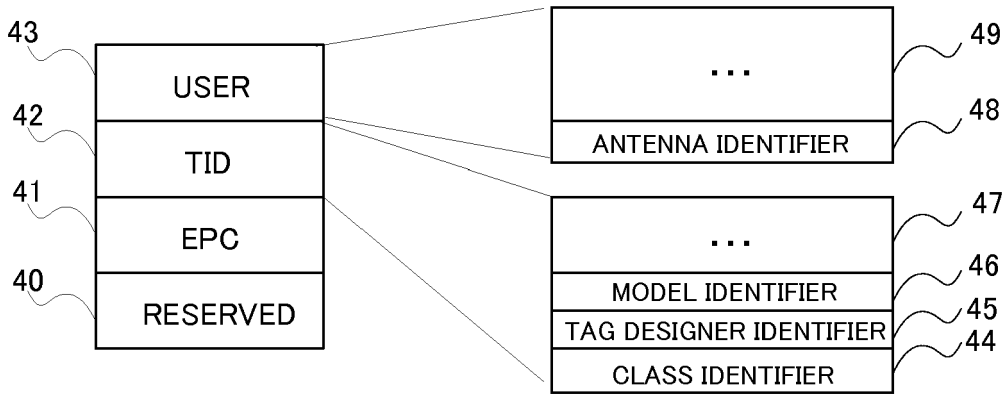 43
USER
42
TID
41
EPC
40
RESERVED
...
49
ANTENNA IDENTIFIER
48
...
47
MODEL IDENTIFIER
46
TAG DESIGNER IDENTIFIER
45
CLASS IDENTIFIER
44